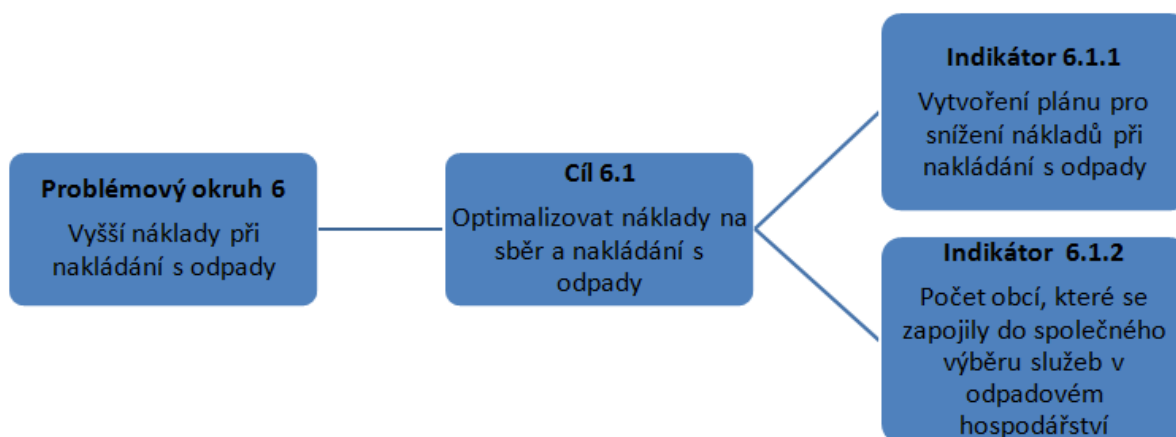 Problémový okruh 6
Vyšší náklady při
nakládání s odpady
Cíl 6.1
Optimalizovat náklady na
sběr a nakládání s
odpady
Indikátor 6.1.1
Vytvoření plánu pro
snížení nákladů při
nakládání s odpady
Indikátor 6.1.2
Počet obcí, které se
zapojily do společného
výběru služeb v
odpadovém
hospodářství